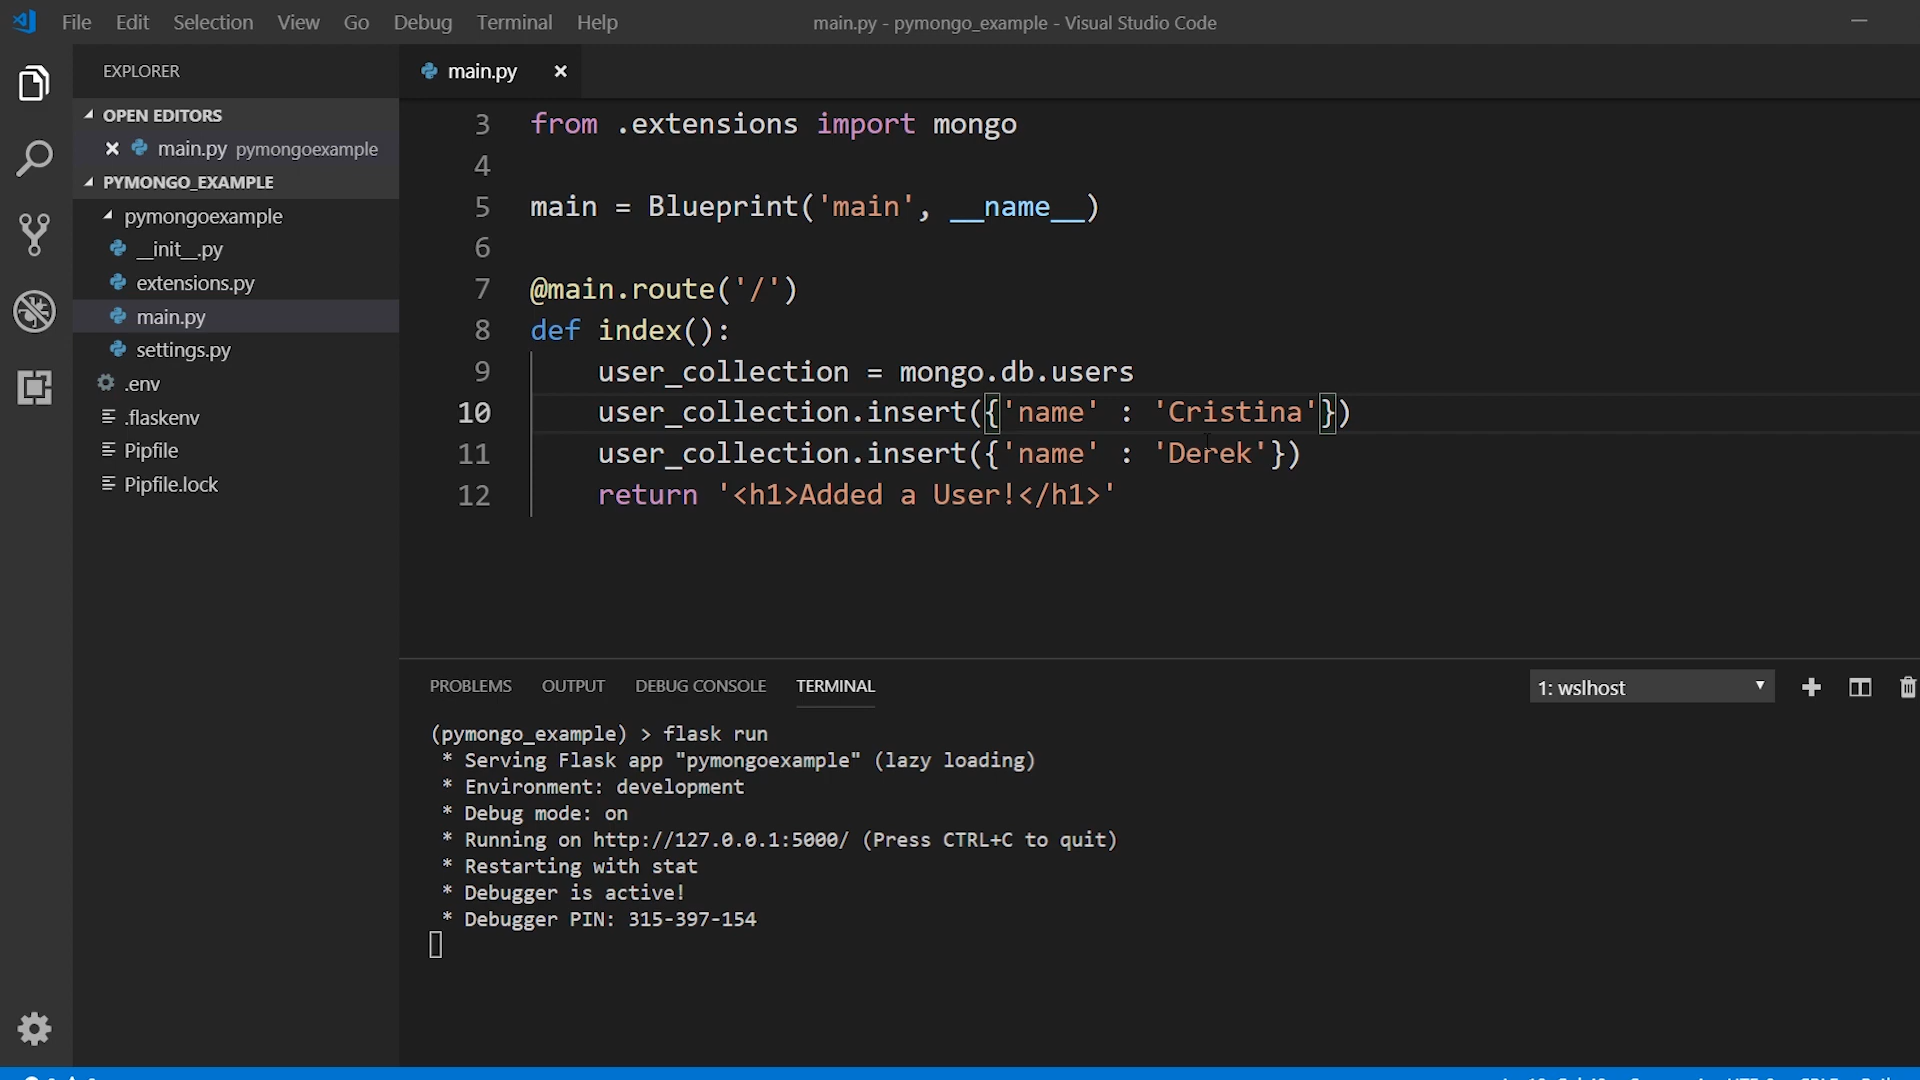 File Edit Selection View Go Debug Terminal Help
main.py - pymongo_example - Visual Studio Code
EXPLORER
OPEN EDITORS
main.py pymongoexample
PYMONGO_EXAMPLE
pymongoexample
__init__.py
extensions.py
main.py
settings.py
.env
.flaskenv
Pipfile
Pipfile.lock
main.py
3 from .extensions import mongo
4
5 main = Blueprint('main', __name__)
6
7 @main.route('/')
8 def index():
9 user_collection = mongo.db.users
10 user_collection.insert({'name' : 'Cristina'})
11 user_collection.insert({'name' : 'Derek'})
12 return '<h1>Added a User!</h1>'
PROBLEMS OUTPUT DEBUG CONSOLE TERMINAL
1: wslhost
(pymongo_example) > flask run
* Serving Flask app "pymongoexample" (lazy loading)
* Environment: development
* Debug mode: on
* Running on http://127.0.0.1:5000/ (Press CTRL+C to quit)
* Restarting with stat
* Debugger is active!
* Debugger PIN: 315-397-154